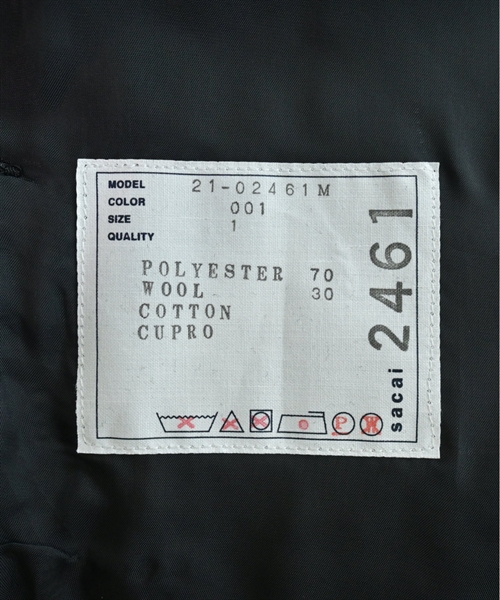 MODEL 21-02461M
COLOR 001
SIZE 1
QUALITY
POLYESTER 70
WOOL 30
COTTON
CUPRO
P W
sacai 2461